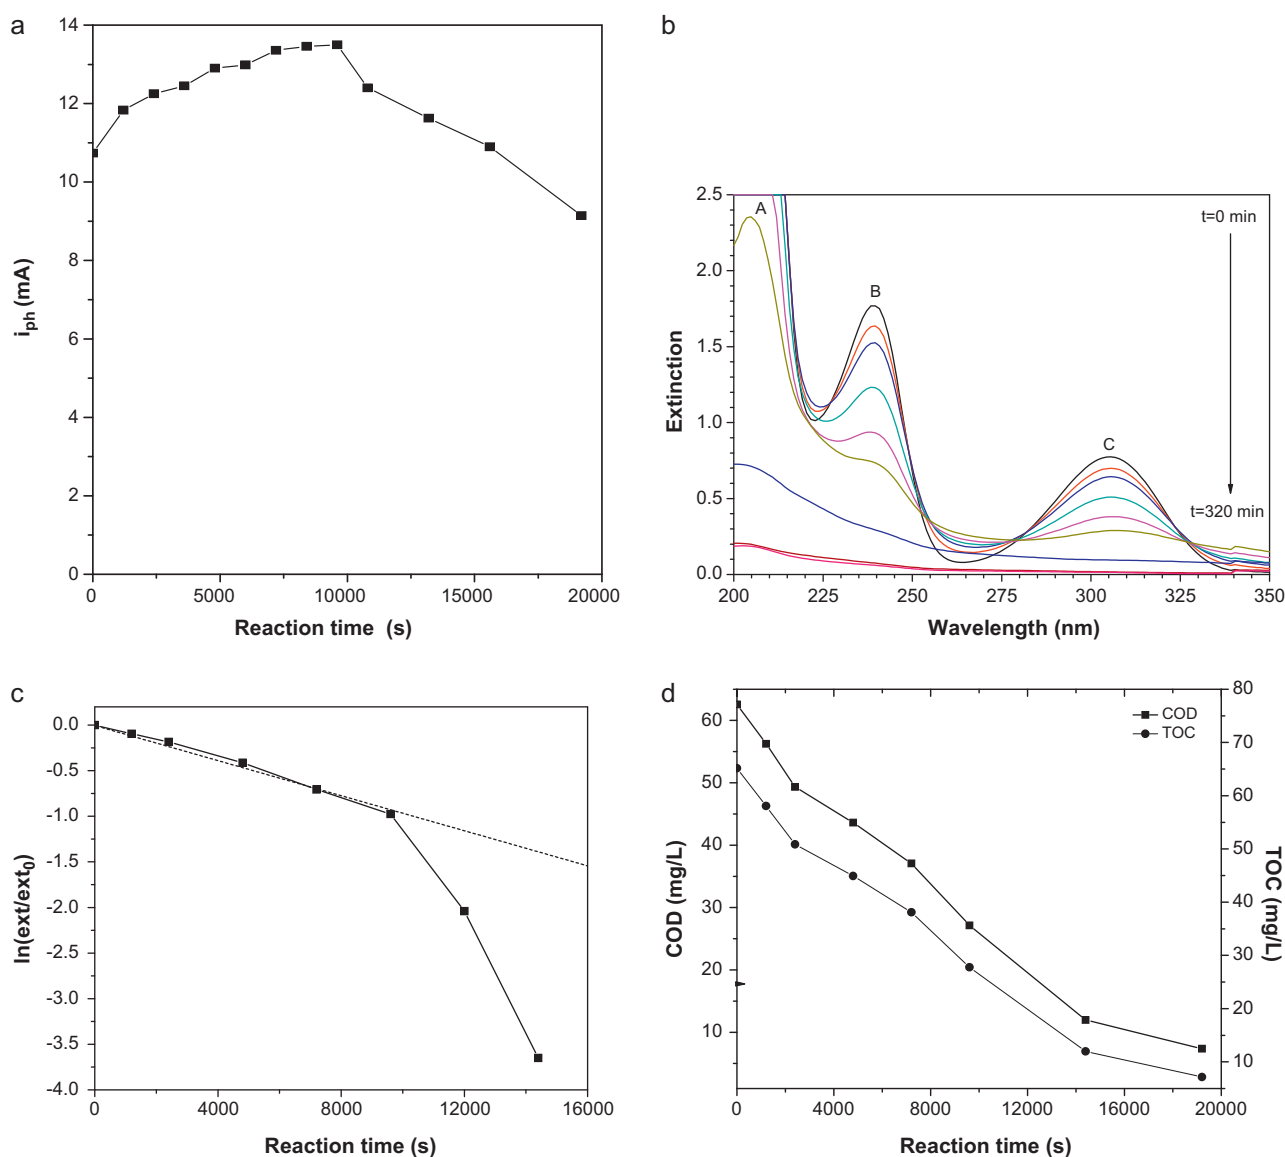 a
14
12
10
8
6
4
2
0
i_ph (mA)
0 5000 10000 15000 20000
Reaction time (s)
b
2.5
2.0
1.5
1.0
0.5
0.0
Extinction
A
B
C
t=0 min
t=320 min
200 225 250 275 300 325 350
Wavelength (nm)
c
0.0
-0.5
-1.0
-1.5
-2.0
-2.5
-3.0
-3.5
-4.0
ln(ext/ext₀)
0 4000 8000 12000 16000
Reaction time (s)
d
60
50
40
30
20
10
COD (mg/L)
COD
TOC
80
70
60
50
40
30
20
10
TOC (mg/L)
0 4000 8000 12000 16000 20000
Reaction time (s)